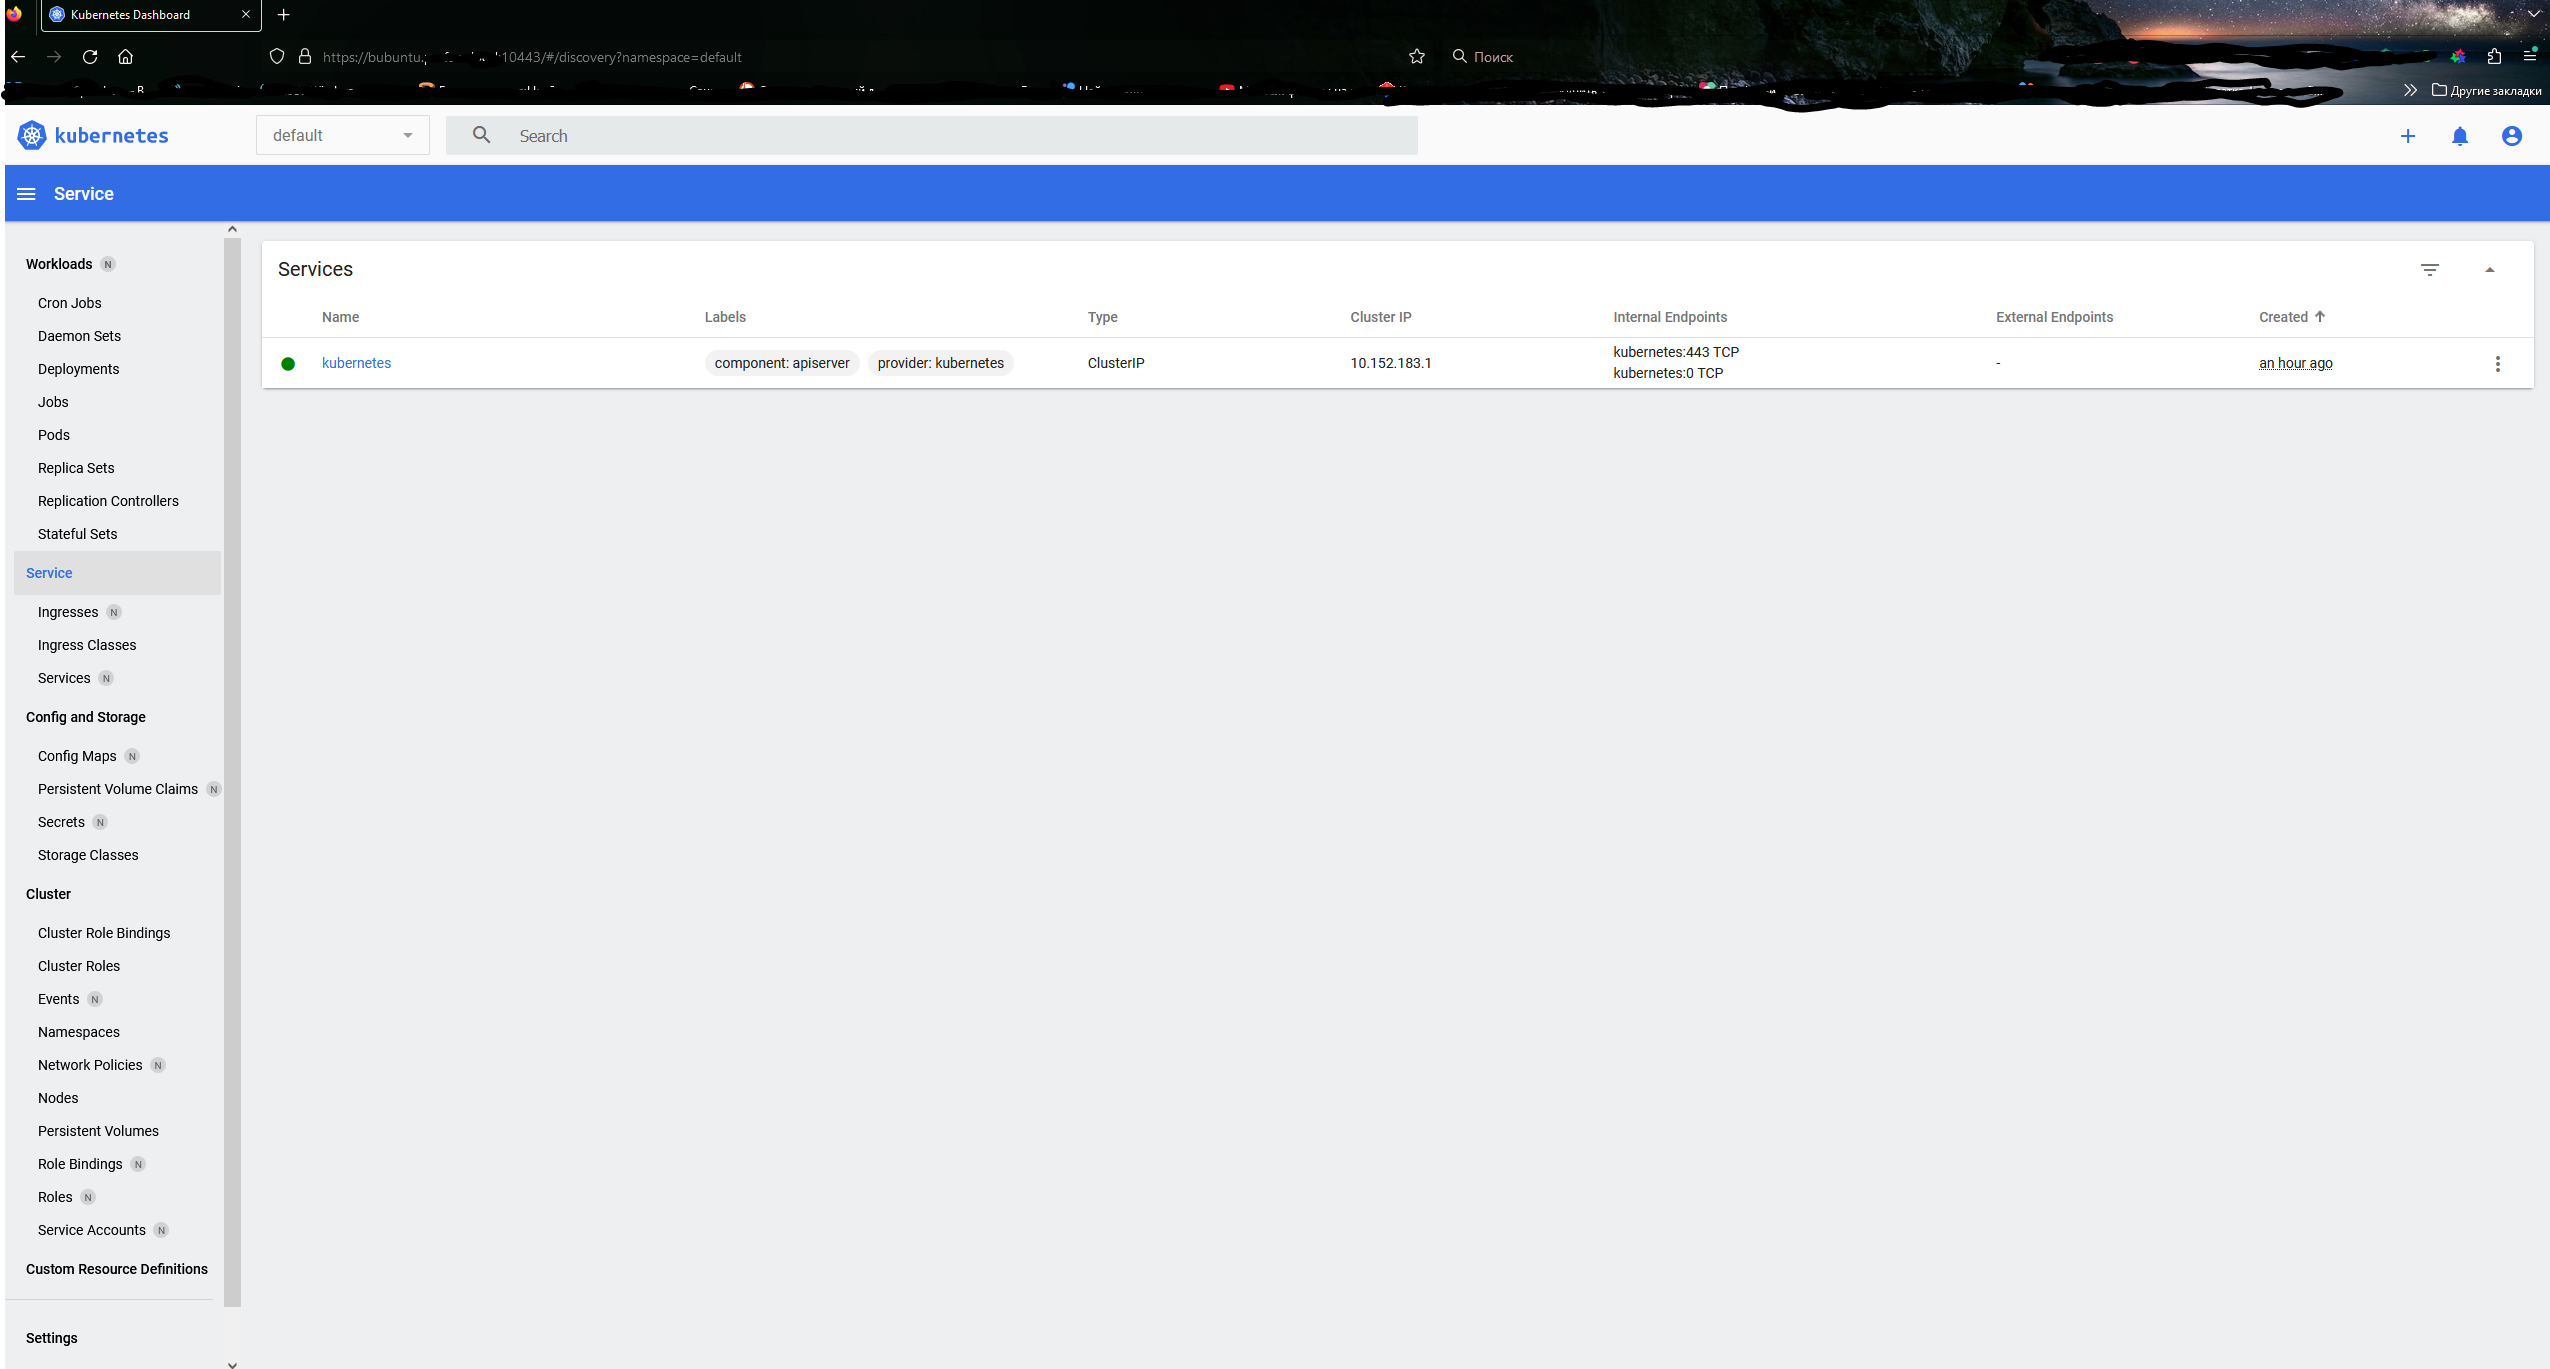 Kubernetes Dashboard
https://bubuntu. 10443/#/discovery?namespace=default
Поиск
Другие закладки
kubernetes
default
Search
Service
Workloads N
Cron Jobs
Daemon Sets
Deployments
Jobs
Pods
Replica Sets
Replication Controllers
Stateful Sets
Service
Ingresses N
Ingress Classes
Services N
Config and Storage
Config Maps N
Persistent Volume Claims N
Secrets N
Storage Classes
Cluster
Cluster Role Bindings
Cluster Roles
Events N
Namespaces
Network Policies N
Nodes
Persistent Volumes
Role Bindings N
Roles N
Service Accounts N
Custom Resource Definitions
Settings
Services
Name Labels Type Cluster IP Internal Endpoints External Endpoints Created
kubernetes component: apiserver provider: kubernetes ClusterIP 10.152.183.1 kubernetes:443 TCP - an hour ago
kubernetes:0 TCP